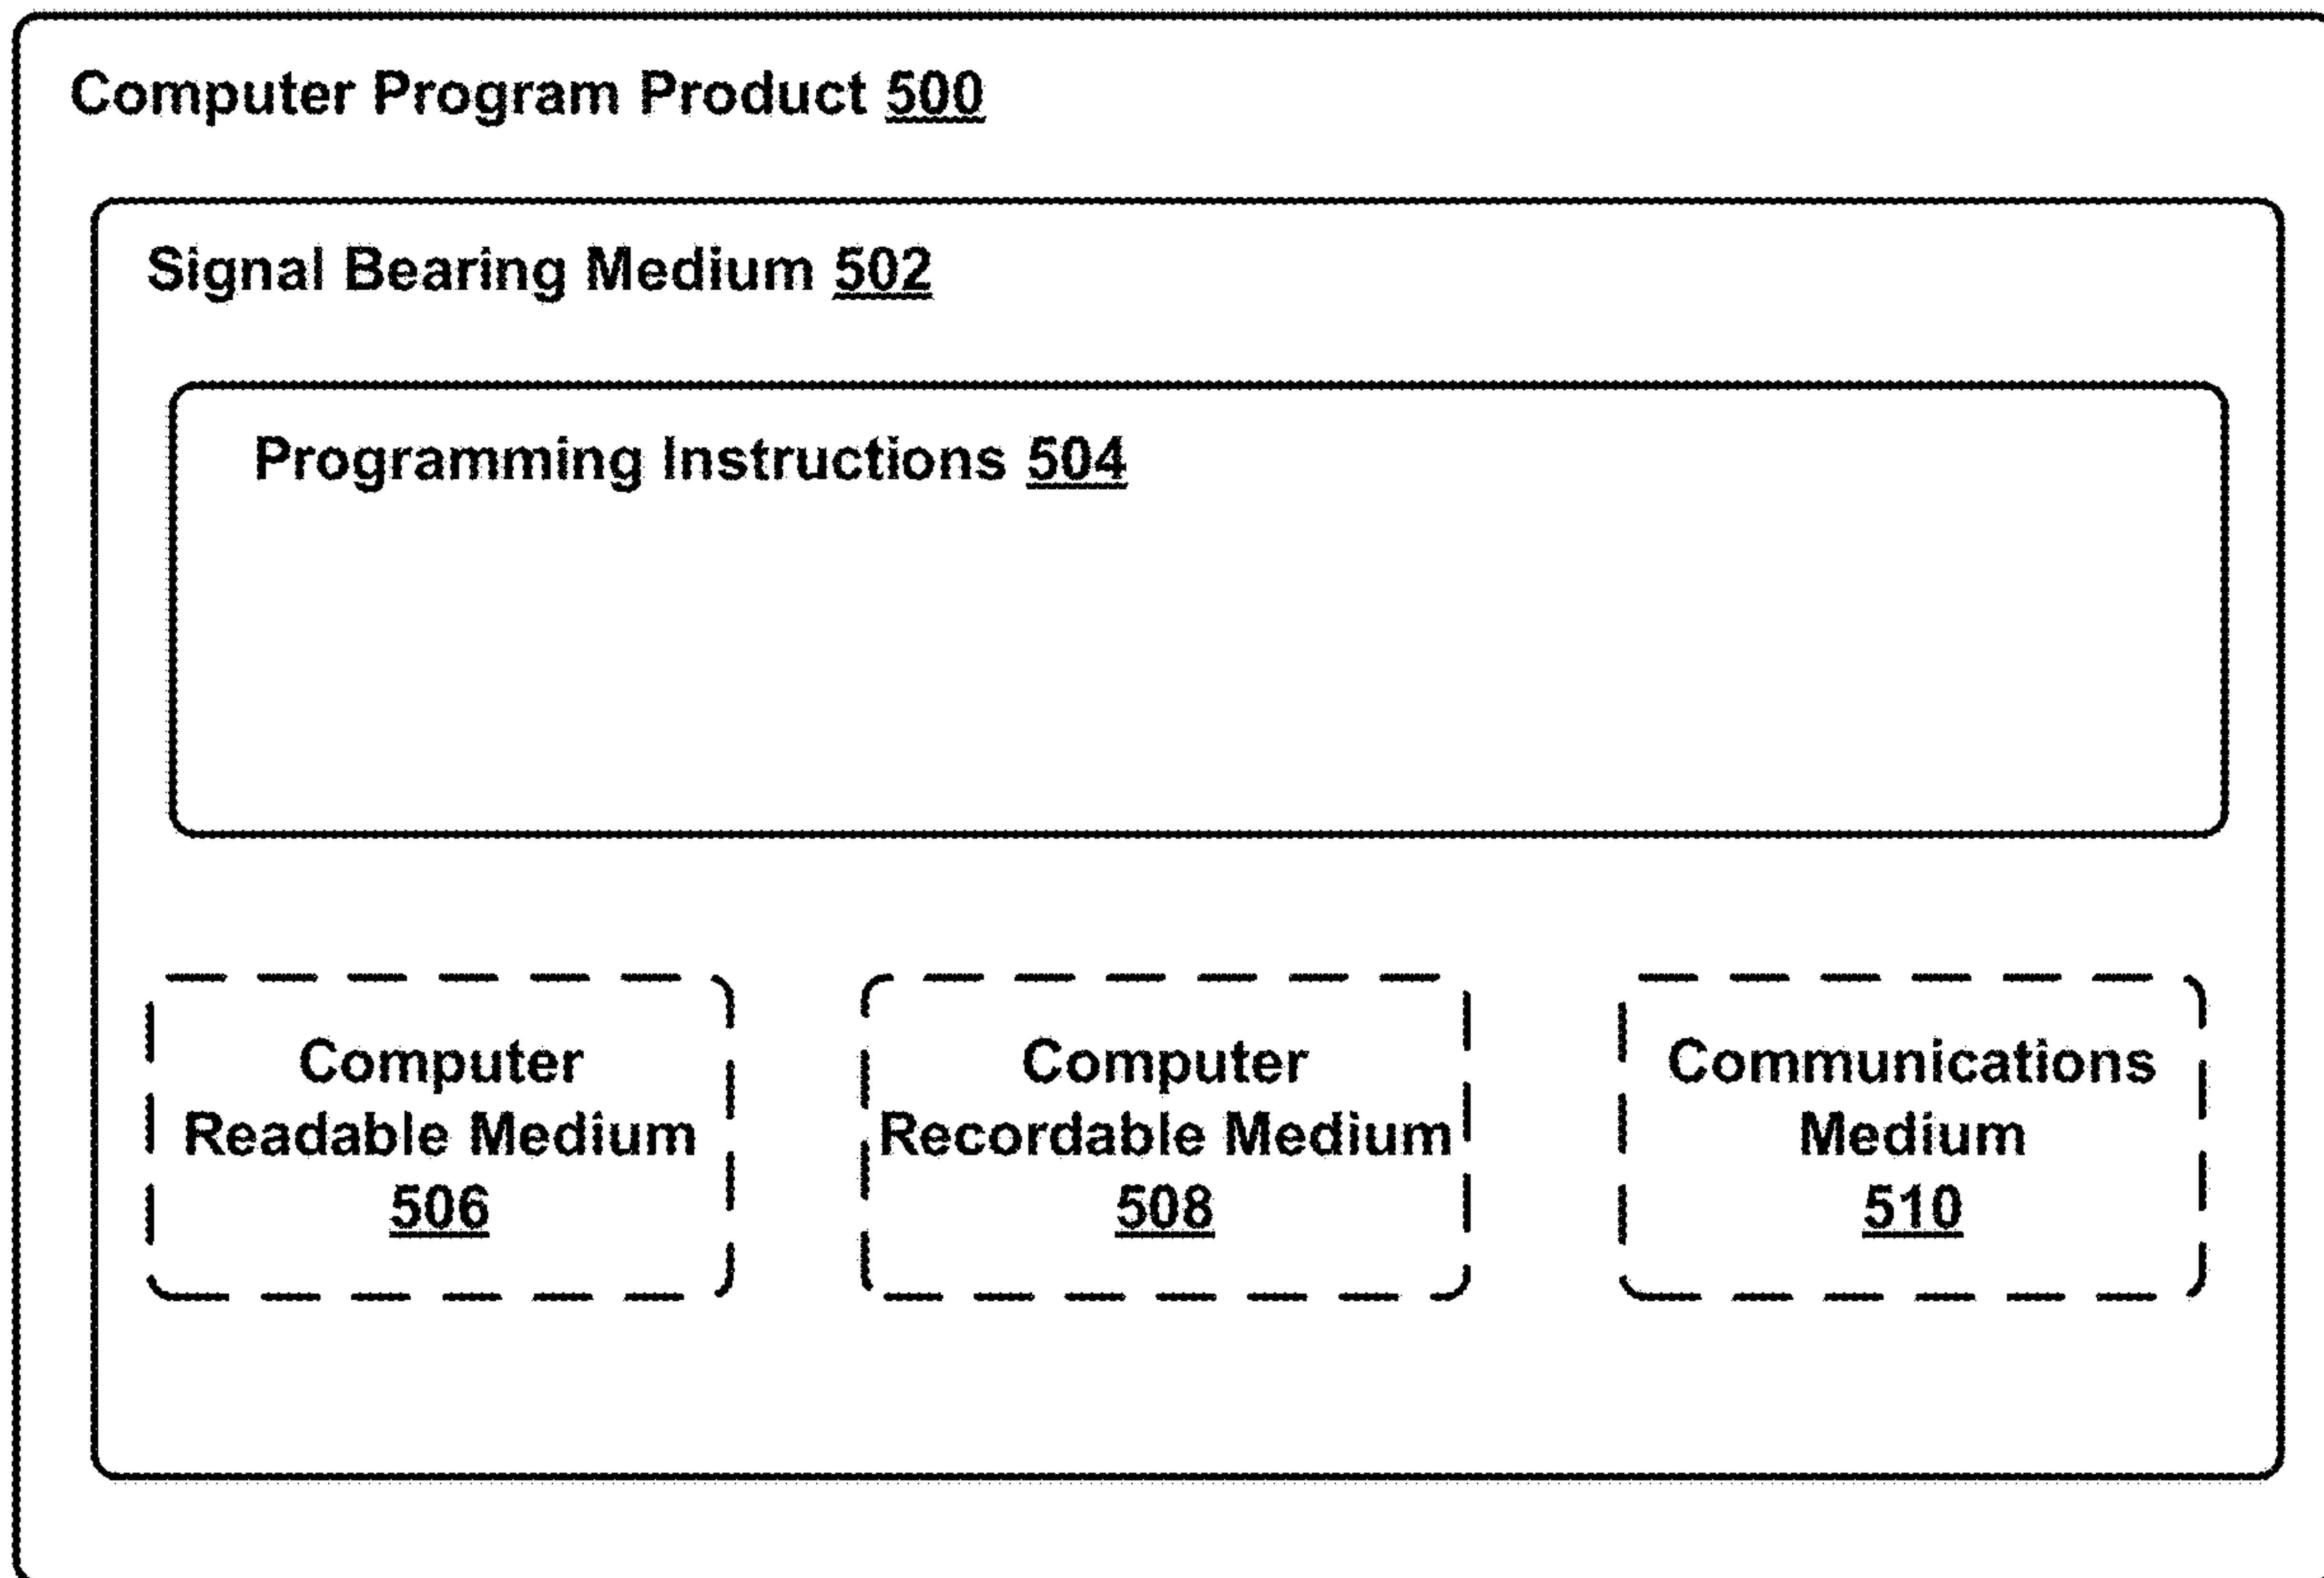 Computer Program Product 500
Signal Bearing Medium 502
Programming Instructions 504
Computer
Readable Medium
506
Computer
Recordable Medium
508
Communications
Medium
510